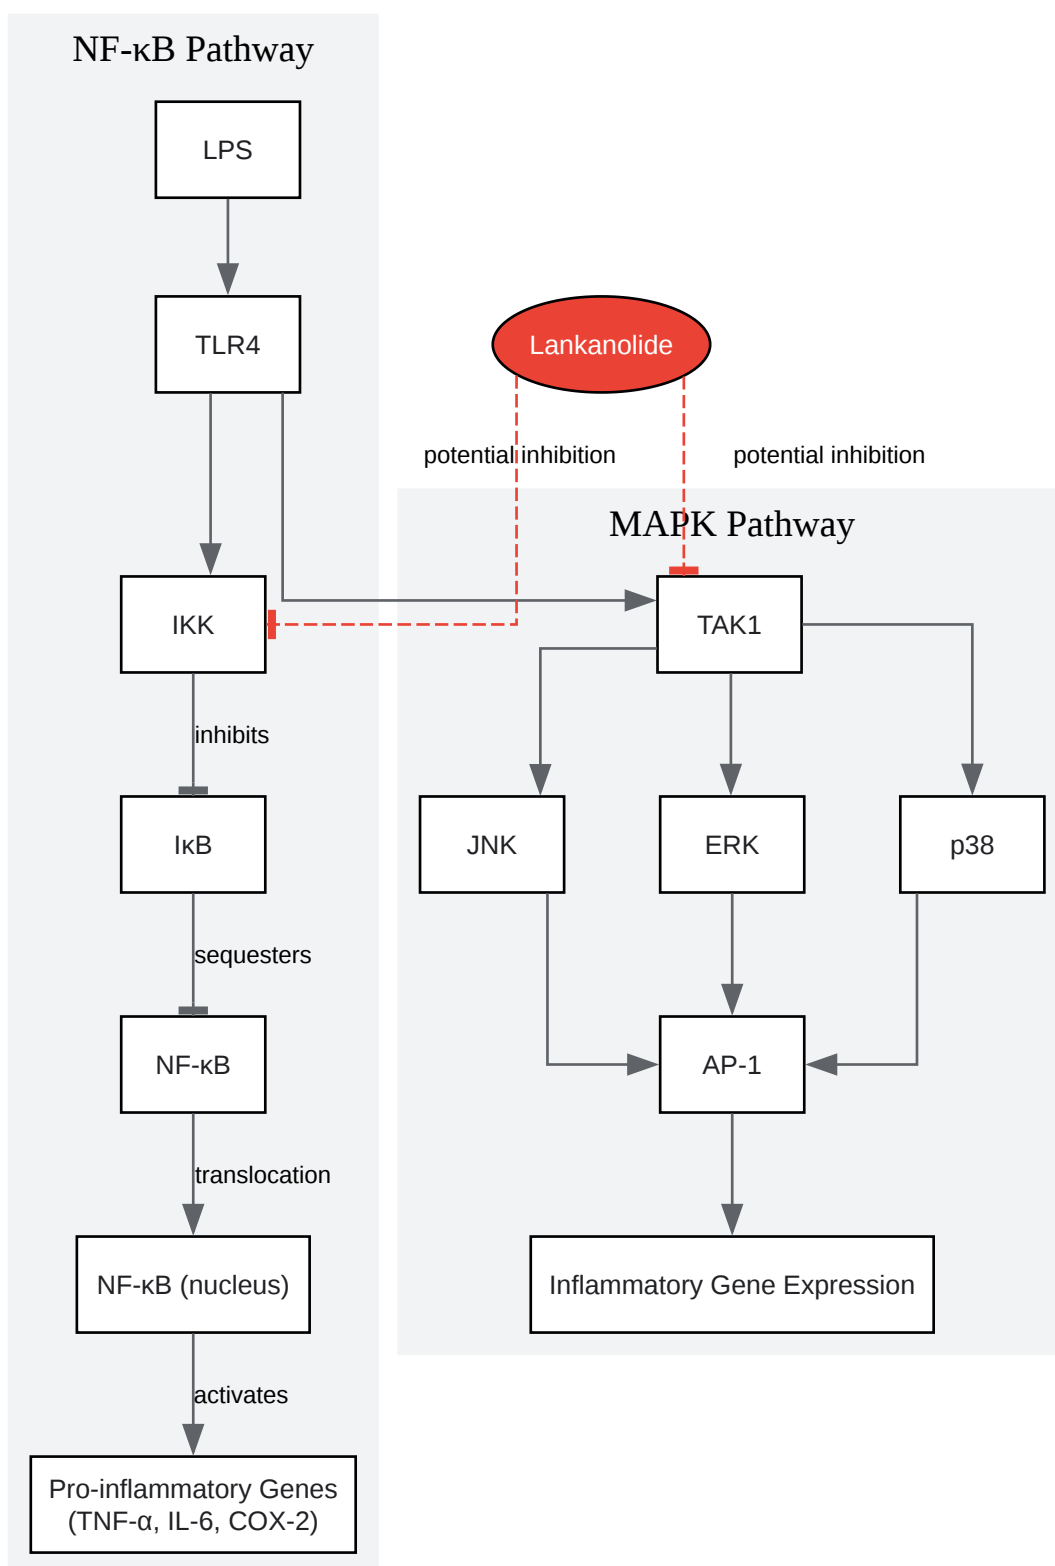 NF-κB Pathway
LPS
TLR4
Lankanolide
potential inhibition
potential inhibition
MAPK Pathway
IKK
TAK1
inhibits
IκB
JNK
ERK
p38
sequesters
NF-κB
AP-1
translocation
NF-κB (nucleus)
Inflammatory Gene Expression
activates
Pro-inflammatory Genes
(TNF-α, IL-6, COX-2)